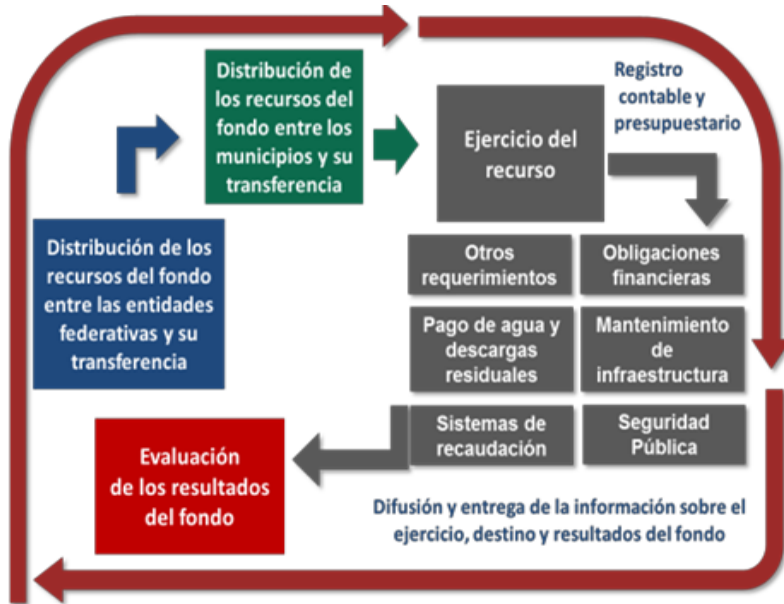 Distribución de
los recursos del
fondo entre los
municipios y su
transferencia
Registro
contable y
presupuestario
Ejercicio del
recurso
Distribución de los
recursos del fondo
entre las entidades
federativas y su
transferencia
Otros
requerimientos
Obligaciones
financieras
Pago de agua y
descargas
residuales
Mantenimiento
de
infraestructura
Sistemas de
recaudación
Seguridad
Pública
Evaluación
de los resultados
del fondo
Difusión y entrega de la información sobre el
ejercicio, destino y resultados del fondo